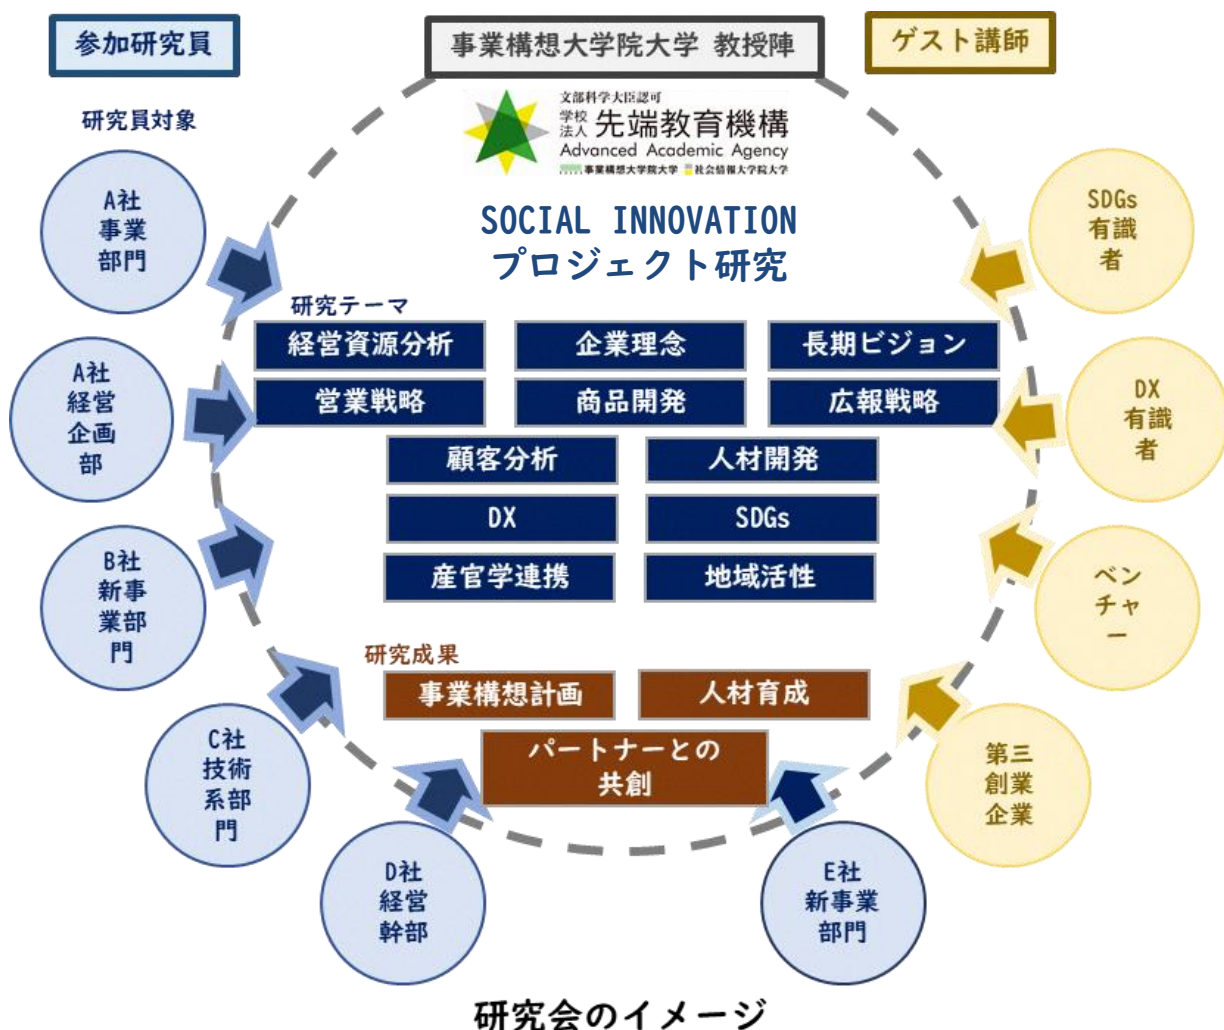 参加研究員
事業構想大学院大学 教授陣
ゲスト講師
研究員対象
文部科学大臣認可
学校
法人
先端教育機構
Advanced Academic Agency
事業構想大学院大学 社会情報大学院大学
SOCIAL INNOVATION
プロジェクト研究
A社
事業
部門
A社
経営
企画
部
B社
新事
業部
門
C社
技術
系部
門
D社
経営
幹部
E社
新事業
部門
SDGs
有識
者
DX
有識
者
ベン
チャ
ー
第三
創業
企業
研究テーマ
経営資源分析
企業理念
長期ビジョン
営業戦略
商品開発
広報戦略
顧客分析
人材開発
DX
SDGs
産官学連携
地域活性
研究成果
事業構想計画
人材育成
パートナーとの
共創
研究会のイメージ